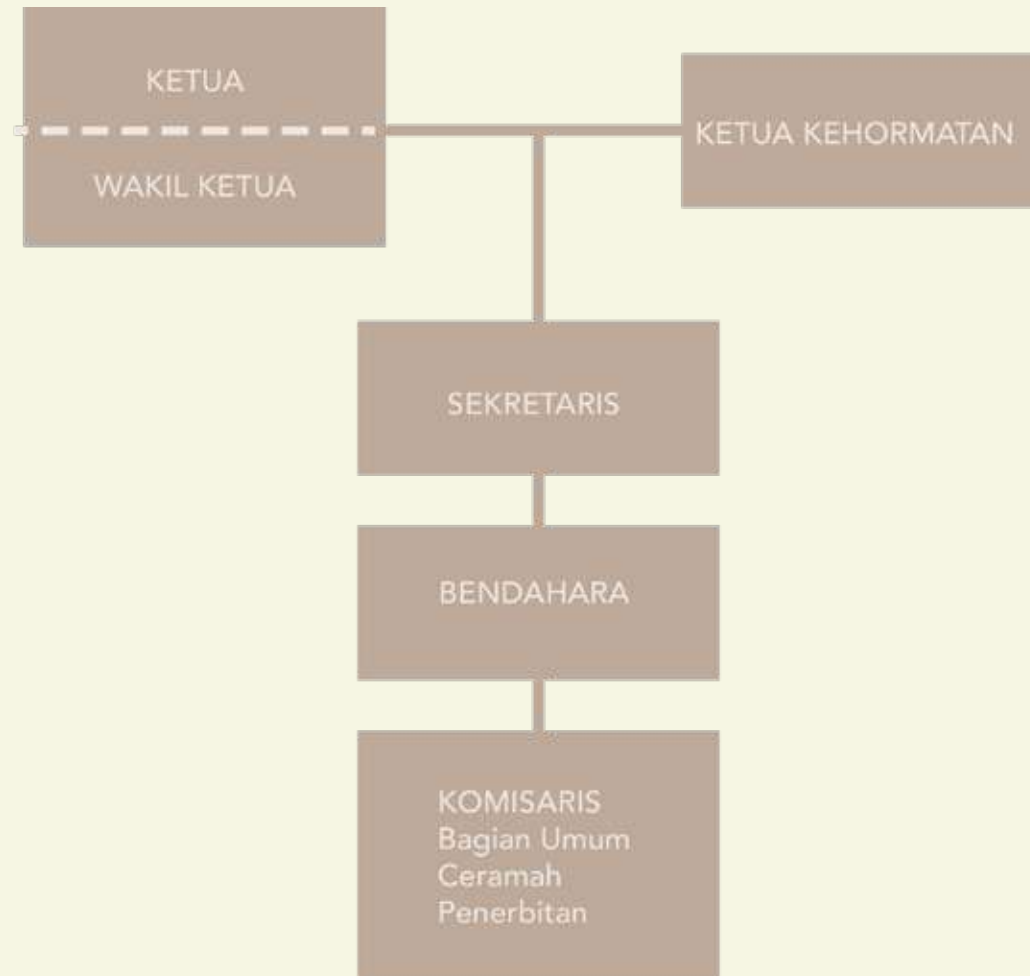 KETUA
WAKIL KETUA
KETUA KEHORMATAN
SEKRETARIS
BENDAHARA
KOMISARIS
Bagian Umum
Ceramah
Penerbitan